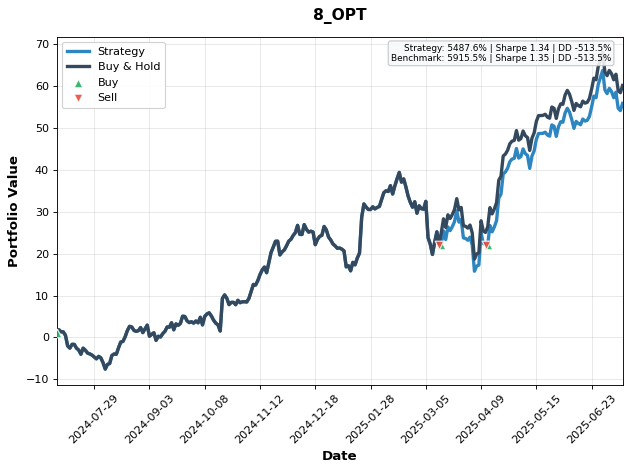 8_OPT
Strategy: 5487.6% | Sharpe 1.34 | DD -513.5%
Benchmark: 5915.5% | Sharpe 1.35 | DD -513.5%
Strategy
Buy & Hold
Buy
Sell
Portfolio Value
70
60
50
40
30
20
10
0
−10
2024-07-29
2024-09-03
2024-10-08
2024-11-12
2024-12-18
2025-01-28
2025-03-05
2025-04-09
2025-05-15
2025-06-23
Date